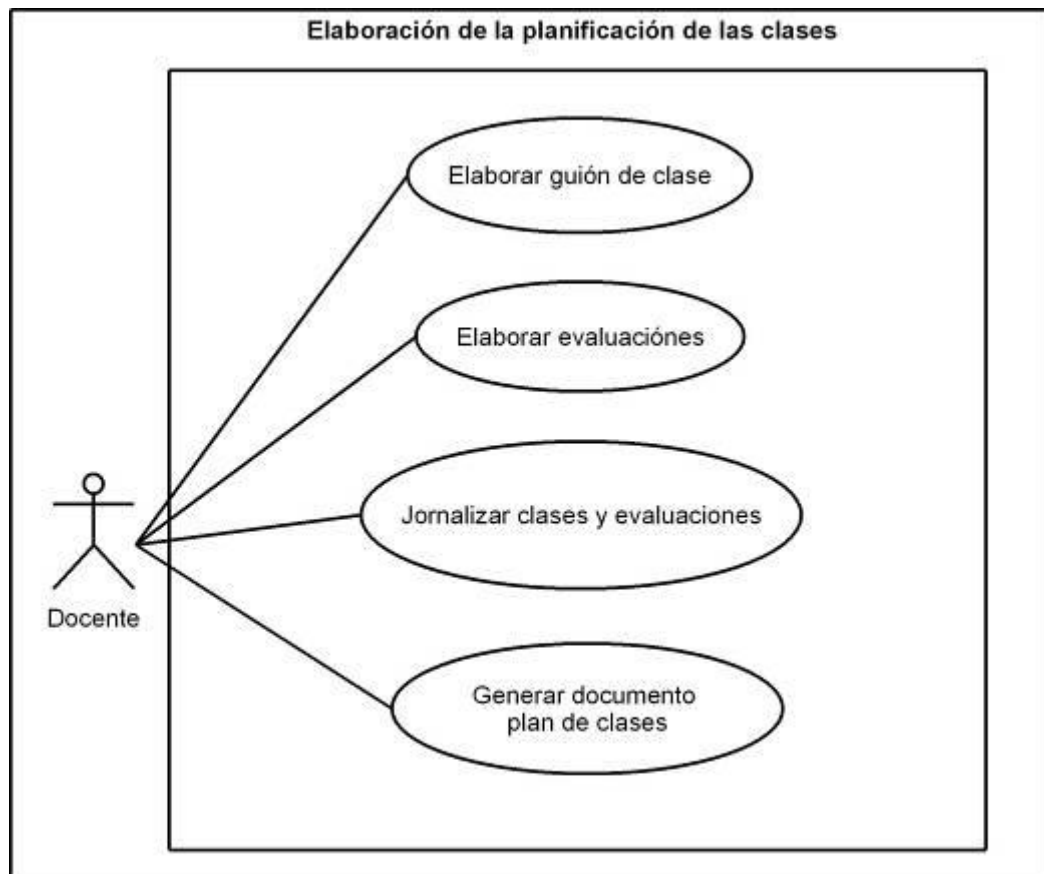 Elaboración de la planificación de las clases
Elaborar guión de clase
Elaborar evaluaciónes
Jornalizar clases y evaluaciones
Docente
Generar documento
plan de clases